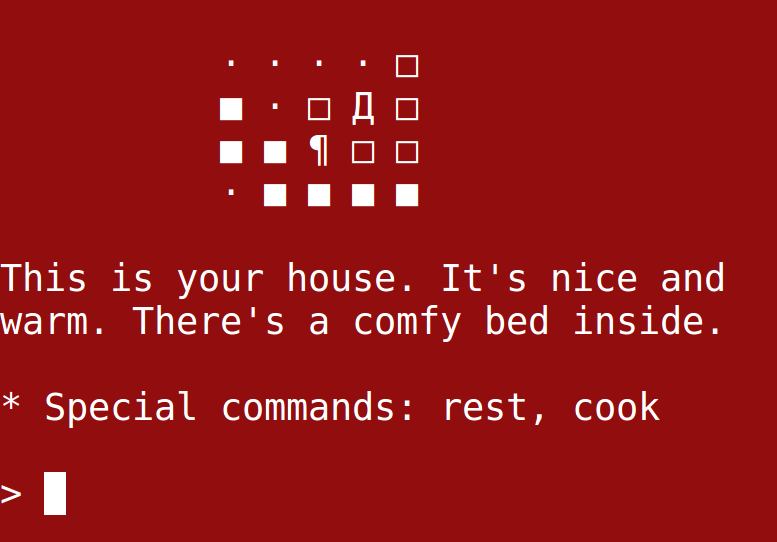 · · · · □
■ · □ Д □
■ ■ ¶ □ □
· ■ ■ ■ ■
This is your house. It's nice and
warm. There's a comfy bed inside.
* Special commands: rest, cook
>